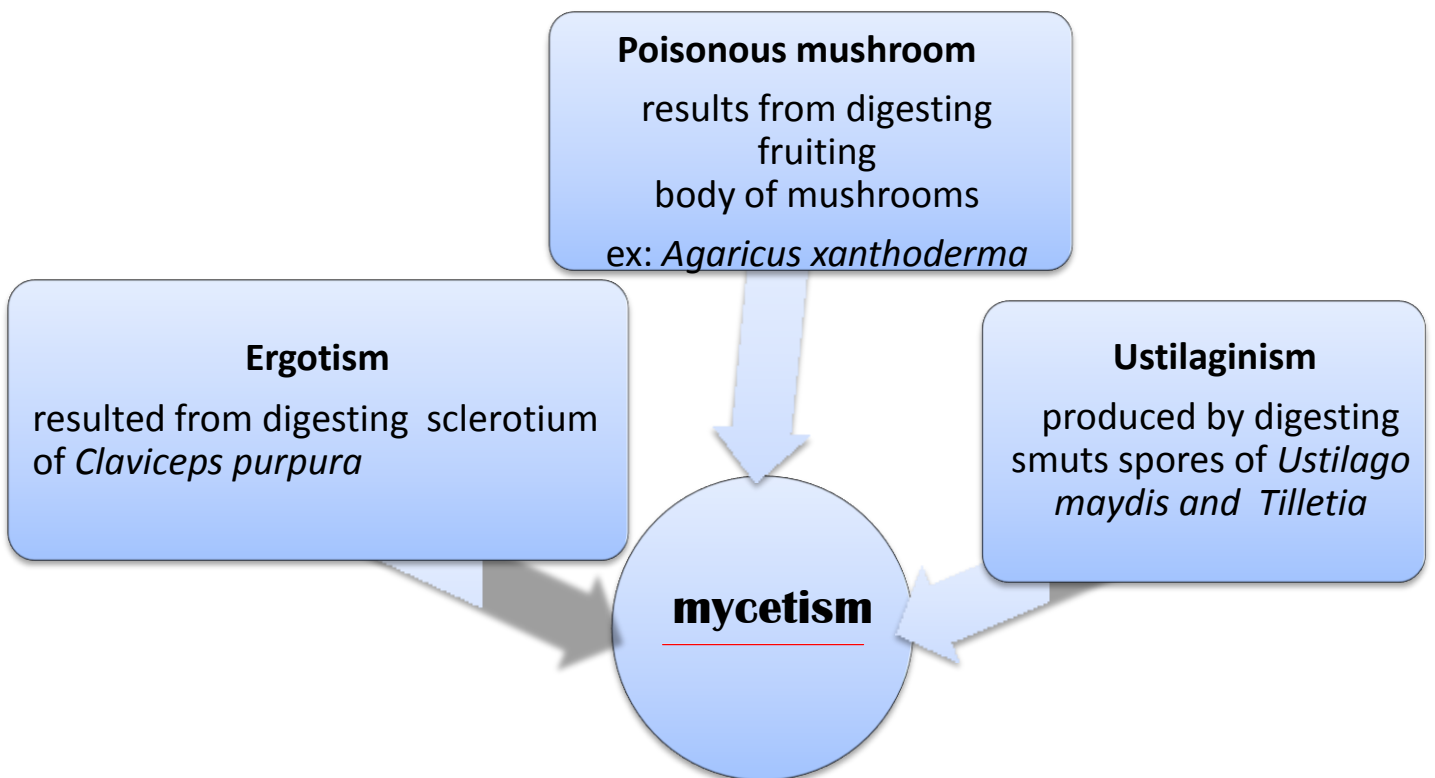 Poisonous mushroom
results from digesting
fruiting
body of mushrooms
ex: Agaricus xanthoderma
Ergotism
resulted from digesting sclerotium
of Claviceps purpura
Ustilaginism
produced by digesting
smuts spores of Ustilago
maydis and Tilletia
mycetism